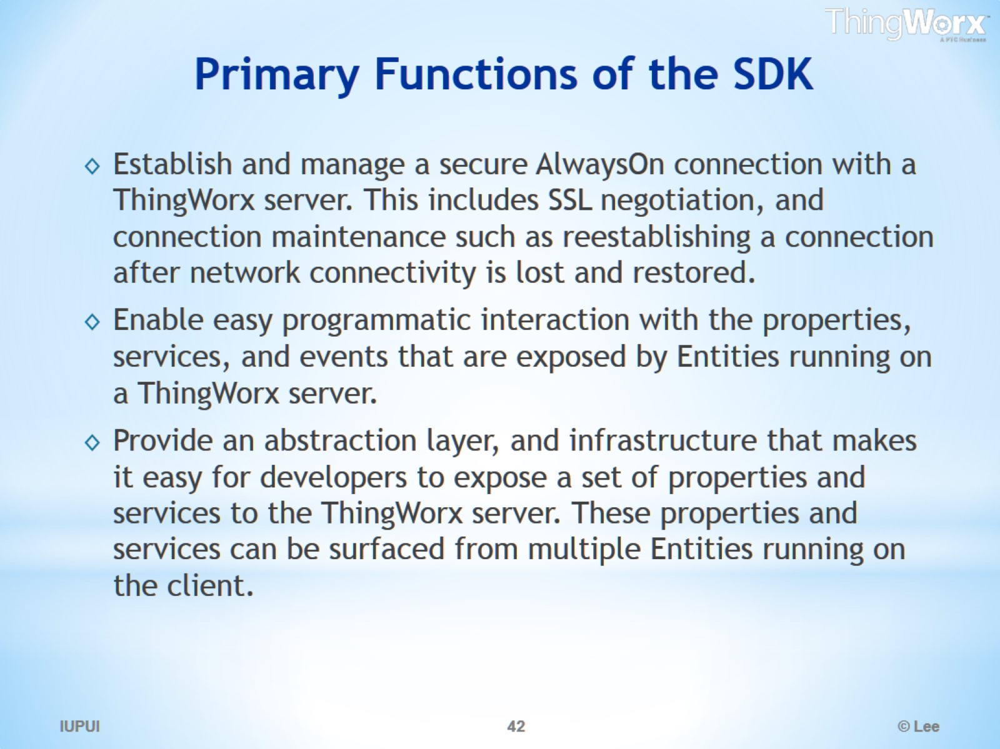 ThingWorx
A PTC Business
Primary Functions of the SDK
◇ Establish and manage a secure AlwaysOn connection with a
ThingWorx server. This includes SSL negotiation, and
connection maintenance such as reestablishing a connection
after network connectivity is lost and restored.
◇ Enable easy programmatic interaction with the properties,
services, and events that are exposed by Entities running on
a ThingWorx server.
◇ Provide an abstraction layer, and infrastructure that makes
it easy for developers to expose a set of properties and
services to the ThingWorx server. These properties and
services can be surfaced from multiple Entities running on
the client.
IUPUI 42 © Lee